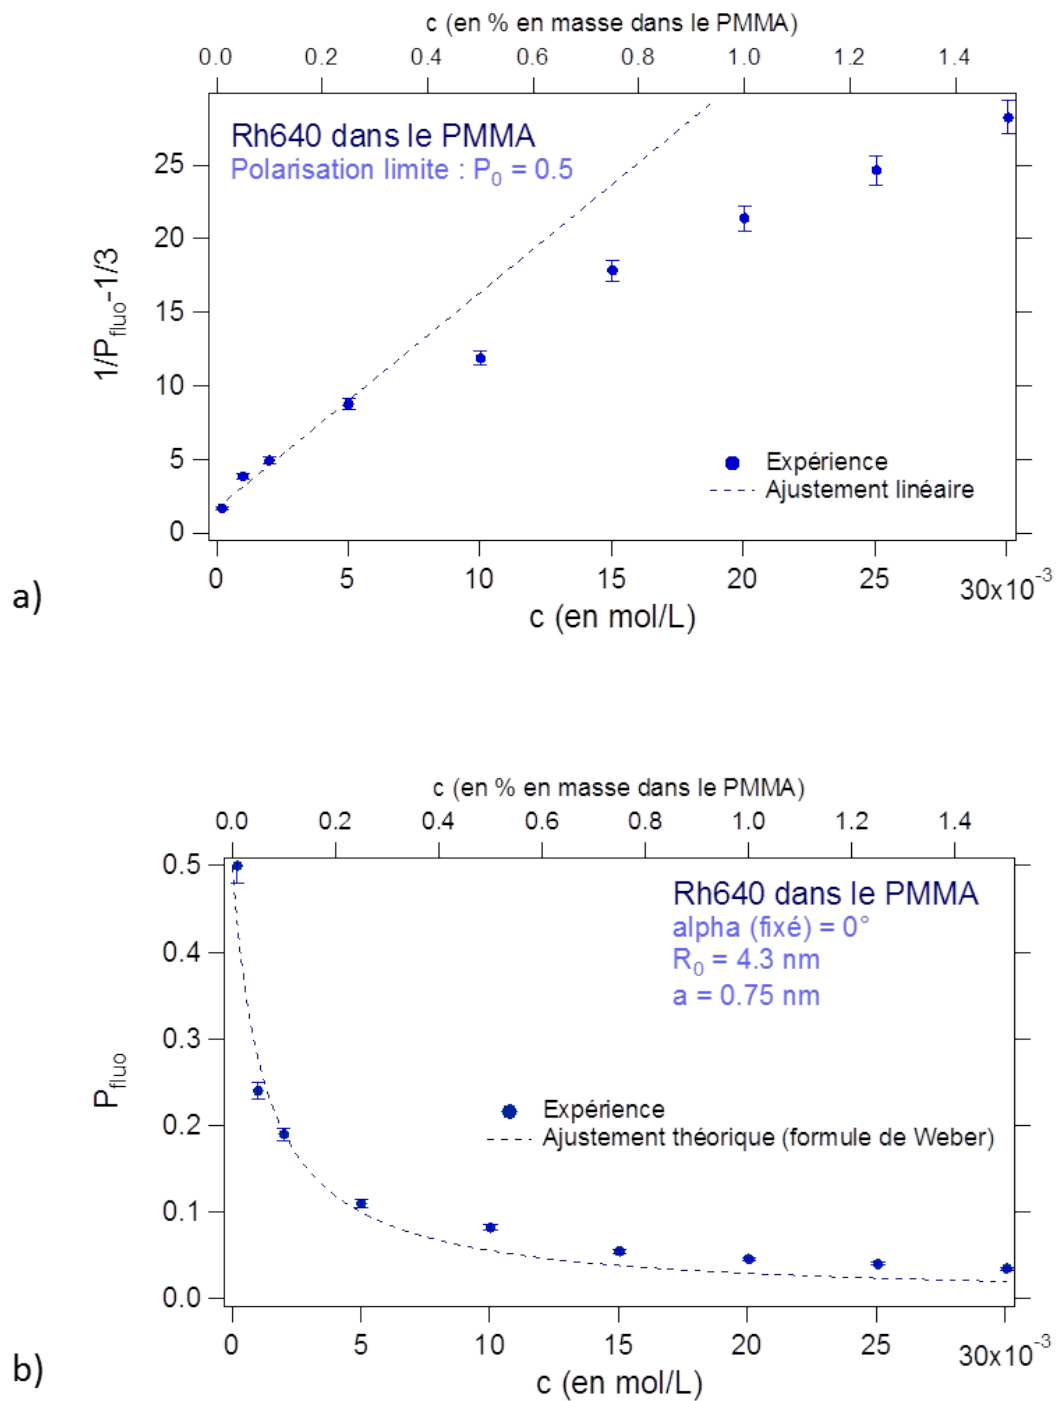 c (en % en masse dans le PMMA)
0.0 0.2 0.4 0.6 0.8 1.0 1.2 1.4
Rh640 dans le PMMA
Polarisation limite : P0 = 0.5
25
20
15
10
5
0
1/Pfluo-1/3
Expérience
Ajustement linéaire
0 5 10 15 20 25 30x10-3
c (en mol/L)
a)
c (en % en masse dans le PMMA)
0.0 0.2 0.4 0.6 0.8 1.0 1.2 1.4
0.5
0.4
0.3
0.2
0.1
0.0
Pfluo
Rh640 dans le PMMA
alpha (fixé) = 0°
R0 = 4.3 nm
a = 0.75 nm
Expérience
Ajustement théorique (formule de Weber)
0 5 10 15 20 25 30x10-3
c (en mol/L)
b)